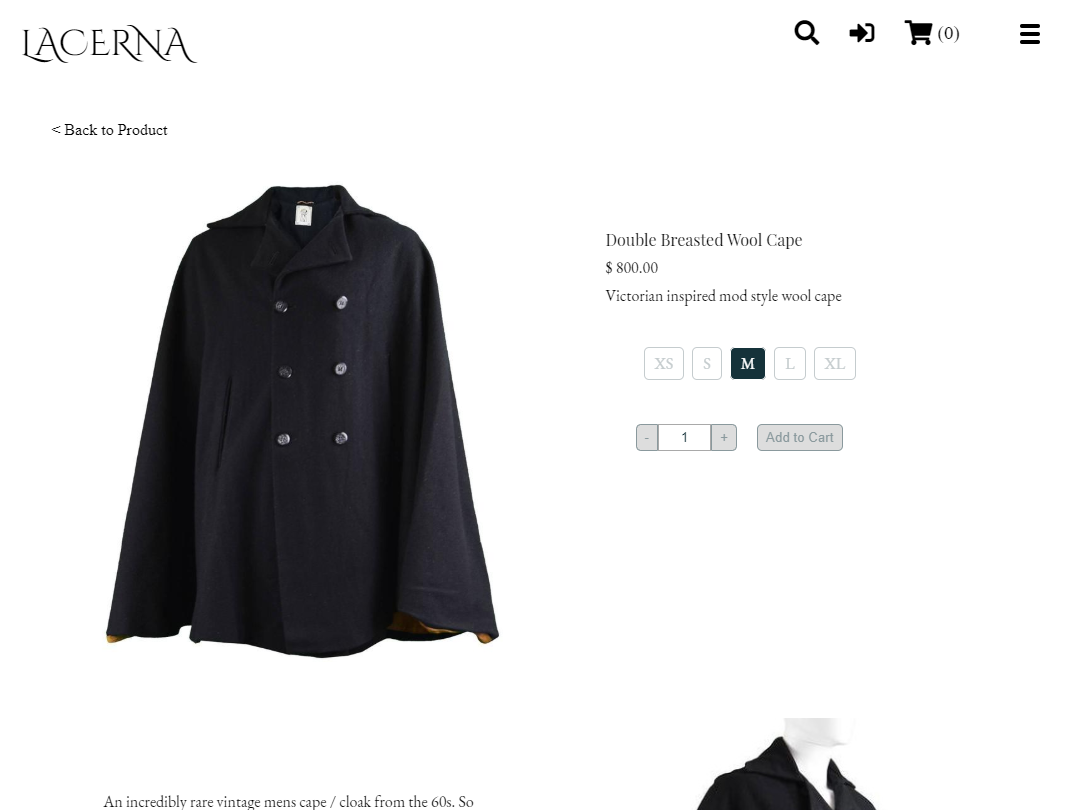 LACERNA
(0)
< Back to Product
Double Breasted Wool Cape
$ 800.00
Victorian inspired mod style wool cape
XS S M L XL
- 1 + Add to Cart
An incredibly rare vintage mens cape / cloak from the 60s. So